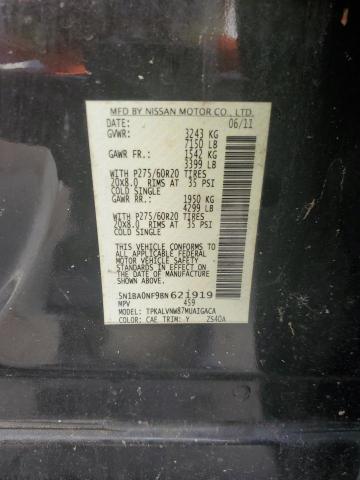 MFD BY NISSAN MOTOR CO., LTD.
DATE: 06/11
GVWR: 3243 KG
7150 LB
GAWR FR.: 1542 KG
3399 LB
WITH P275/60R20 TIRES
20X8.0 RIMS AT 35 PSI
COLD SINGLE
GAWR RR.: 1950 KG
4299 LB
WITH P275/60R20 TIRES
20X8.0 RIMS AT 35 PSI
COLD SINGLE
THIS VEHICLE CONFORMS TO
ALL APPLICABLE FEDERAL
MOTOR VEHICLE SAFETY
STANDARDS IN EFFECT ON
THE DATE OF MANUFACTURE
SHOWN ABOVE.
5N1BA0NF9BN621919
MPV 459
TYPE: TPKALVNW87MUAIGACA
COLOR: CAE TRIM: Y ZS40A